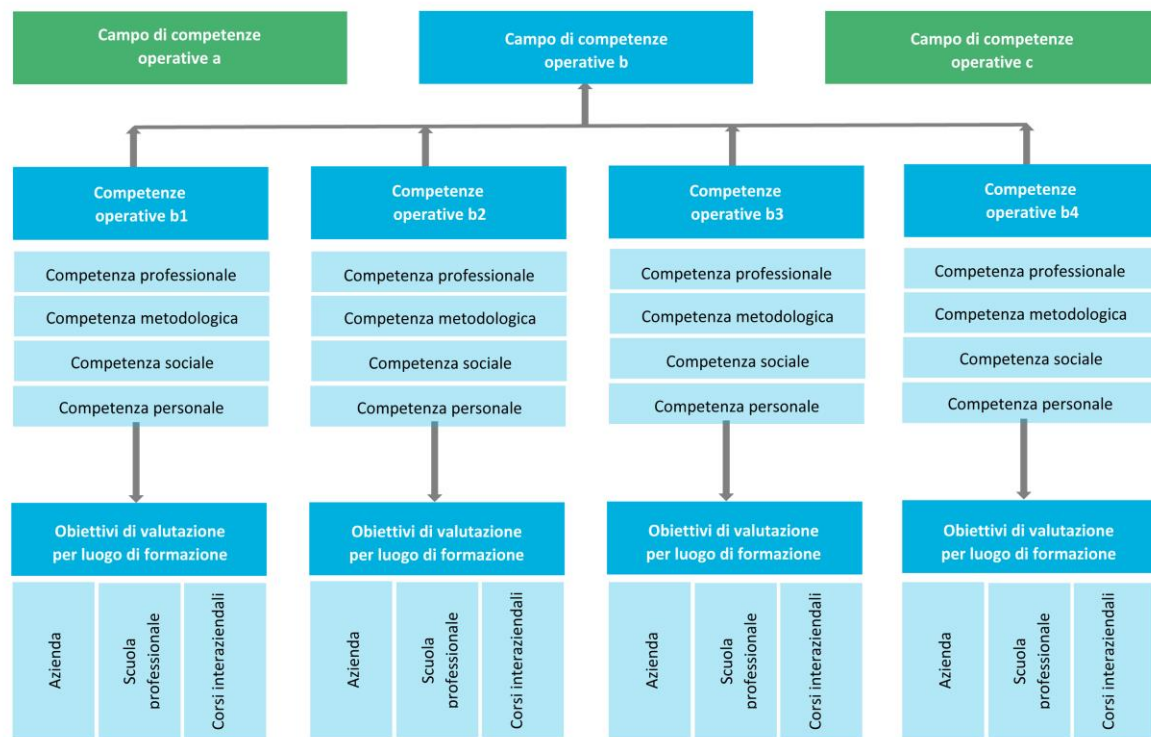 Campo di competenze
operative a
Campo di competenze
operative b
Campo di competenze
operative c
Competenze
operative b1
Competenze
operative b2
Competenze
operative b3
Competenze
operative b4
Competenza professionale
Competenza professionale
Competenza professionale
Competenza professionale
Competenza metodologica
Competenza metodologica
Competenza metodologica
Competenza metodologica
Competenza sociale
Competenza sociale
Competenza sociale
Competenza sociale
Competenza personale
Competenza personale
Competenza personale
Competenza personale
Obiettivi di valutazione
per luogo di formazione
Obiettivi di valutazione
per luogo di formazione
Obiettivi di valutazione
per luogo di formazione
Obiettivi di valutazione
per luogo di formazione
Azienda
Scuola
professionale
Corsi interaziendali
Azienda
Scuola
professionale
Corsi interaziendali
Azienda
Scuola
professionale
Corsi interaziendali
Azienda
Scuola
professionale
Corsi interaziendali